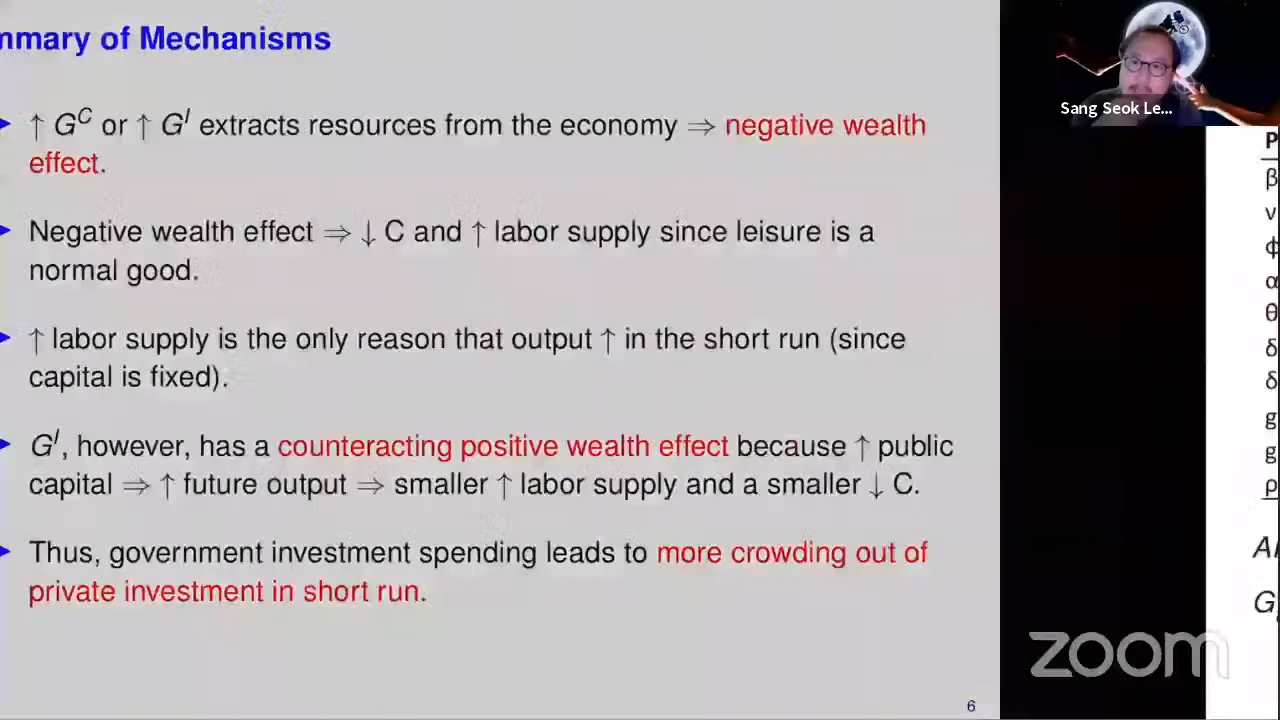 mmary of Mechanisms
↑ G^C or ↑ G^I extracts resources from the economy ⇒ negative wealth
effect.
Negative wealth effect ⇒ ↓ C and ↑ labor supply since leisure is a
normal good.
↑ labor supply is the only reason that output ↑ in the short run (since
capital is fixed).
G^I, however, has a counteracting positive wealth effect because ↑ public
capital ⇒ ↑ future output ⇒ smaller ↑ labor supply and a smaller ↓ C.
Thus, government investment spending leads to more crowding out of
private investment in short run.
6
Sang Seok Le...
P
β
ν
ϕ
α
θ
δ
δ
g
g
ρ
zoom